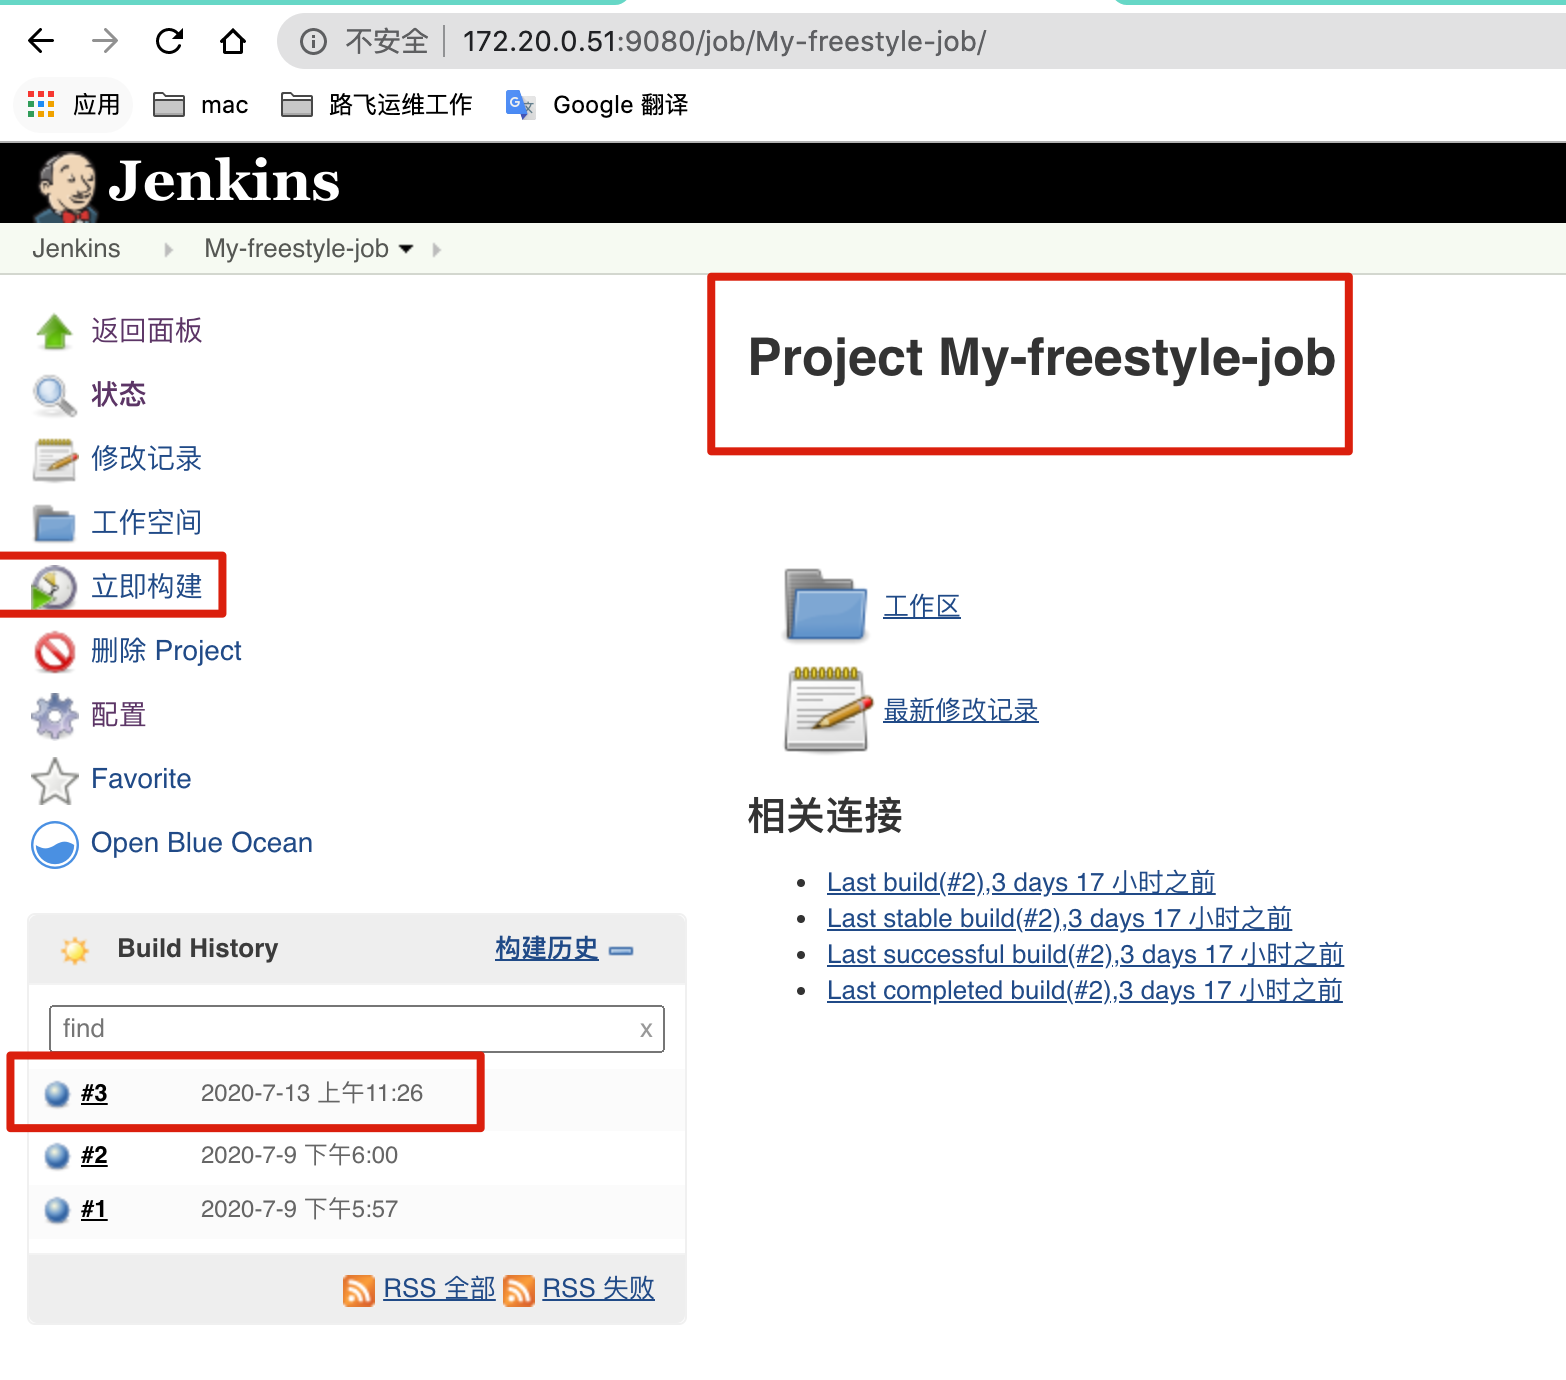 不安全 172.20.0.51:9080/job/My-freestyle-job/
应用 mac 路飞运维工作 Google 翻译
Jenkins
Jenkins My-freestyle-job
返回面板
状态
修改记录
工作空间
立即构建
删除 Project
配置
Favorite
Open Blue Ocean
Build History 构建历史
find x
#3 2020-7-13 上午11:26
#2 2020-7-9 下午6:00
#1 2020-7-9 下午5:57
RSS 全部 RSS 失败
Project My-freestyle-job
工作区
最新修改记录
相关连接
Last build(#2),3 days 17 小时之前
Last stable build(#2),3 days 17 小时之前
Last successful build(#2),3 days 17 小时之前
Last completed build(#2),3 days 17 小时之前